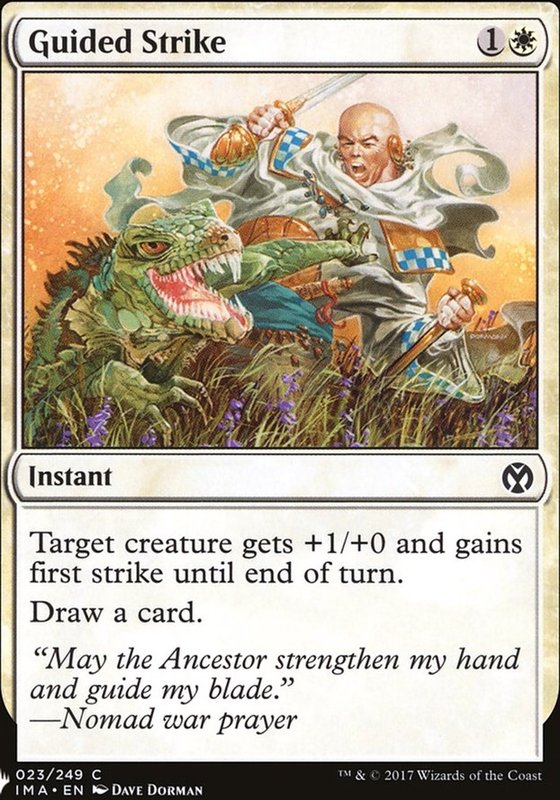 Guided Strike 1
DORMAN
Instant
Target creature gets +1/+0 and gains
first strike until end of turn.
Draw a card.
“May the Ancestor strengthen my hand
and guide my blade.”
—Nomad war prayer
023/249 C
IMA • EN Dave Dorman
™ & © 2017 Wizards of the Coast